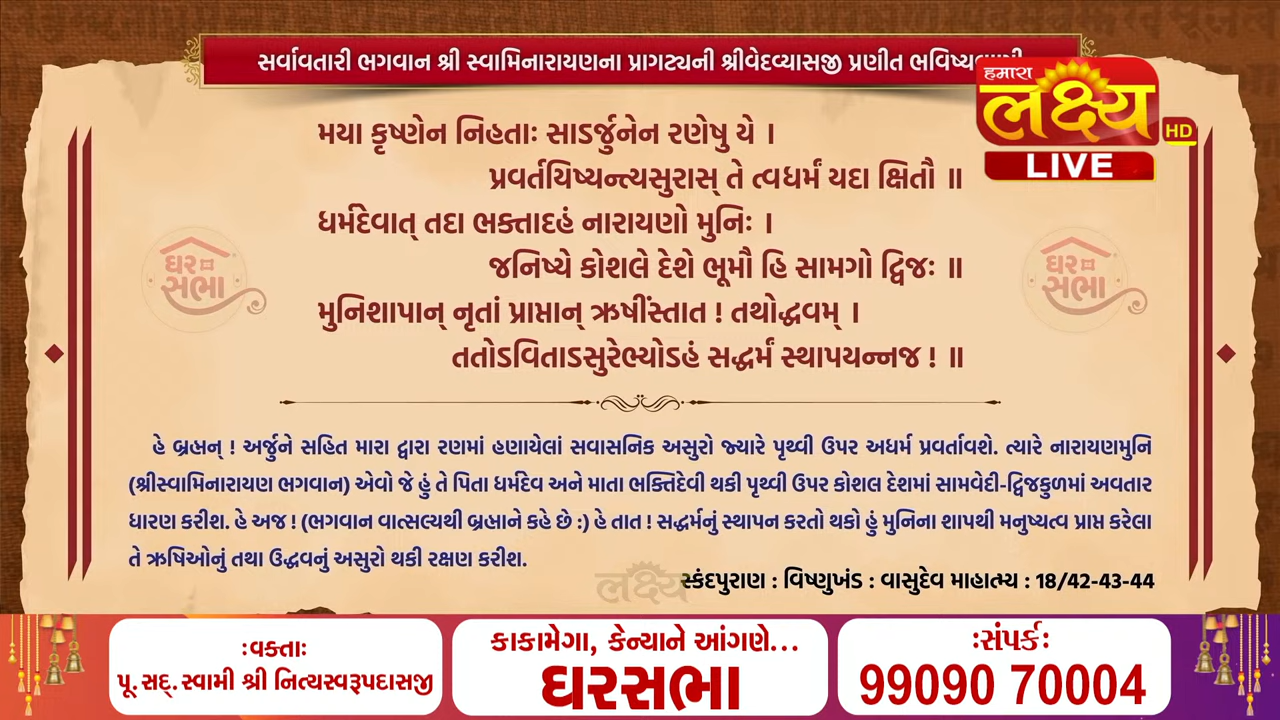 સર્વાવતારી ભગવાન શ્રી સ્વામિનારાયણના પ્રાગટ્યની શ્રીવેદવ્યાસજી પ્રણીત
હમારા
લક્ષ્ય
HD
LIVE
મયા કૃષ્ણેન નિહતાઃ સાડર્જુનેન રણેષુ યે ।
પ્રવર્તયિષ્યન્ત્યસુરાસ્ તે ત્વધર્મં યદા ક્ષિતૌ ॥
ધર્મદેવાત્ તદા ભક્તાદહં નારાયણો મુનિઃ ।
જનિષ્યે કોશલે દેશે ભૂમૌ હિ સામગો દ્વિજઃ ॥
મુનિશાપાન્ નૃતાં પ્રાપ્તાન્ ઋષીંસ્તાત ! તથોદ્ધવમ્ ।
તતોડવિતાડસુરેભ્યોડહં સદ્ધર્મં સ્થાપયન્નજ ! ॥
ઘર સભા
ઘર સભા
હે બ્રહ્મન્ ! અર્જુને સહિત મારા દ્વારા રણમાં હણાયેલાં સવાસનિક અસુરો જ્યારે પૃથ્વી ઉપર અધર્મ પ્રવર્તાવશે. ત્યારે નારાયણમુનિ
(શ્રીસ્વામિનારાયણ ભગવાન) એવો જે હું તે પિતા ધર્મદેવ અને માતા ભક્તિદેવી થકી પૃથ્વી ઉપર કોશલ દેશમાં સામવેદી-દ્વિજકુળમાં અવતાર
ધારણ કરીશ. હે અજ ! (ભગવાન વાત્સલ્યથી બ્રહ્માને કહે છે :) હે તાત ! સદ્ધર્મનું સ્થાપન કરતો થકો હું મુનિના શાપથી મનુષ્યત્વ પ્રાપ્ત કરેલા
તે ઋષિઓનું તથા ઉદ્ધવનું અસુરો થકી રક્ષણ કરીશ.
લક્ષ્ય
સ્કંદપુરાણ : વિષ્ણુખંડ : વાસુદેવ માહાત્મ્ય : 18/42-43-44
:વક્તા:
પૂ. સદ્. સ્વામી શ્રી નિત્યસ્વરૂપદાસજી
કાકામેગા, કેન્યાને આંગણે...
ઘરસભા
:સંપર્ક:
99090 70004